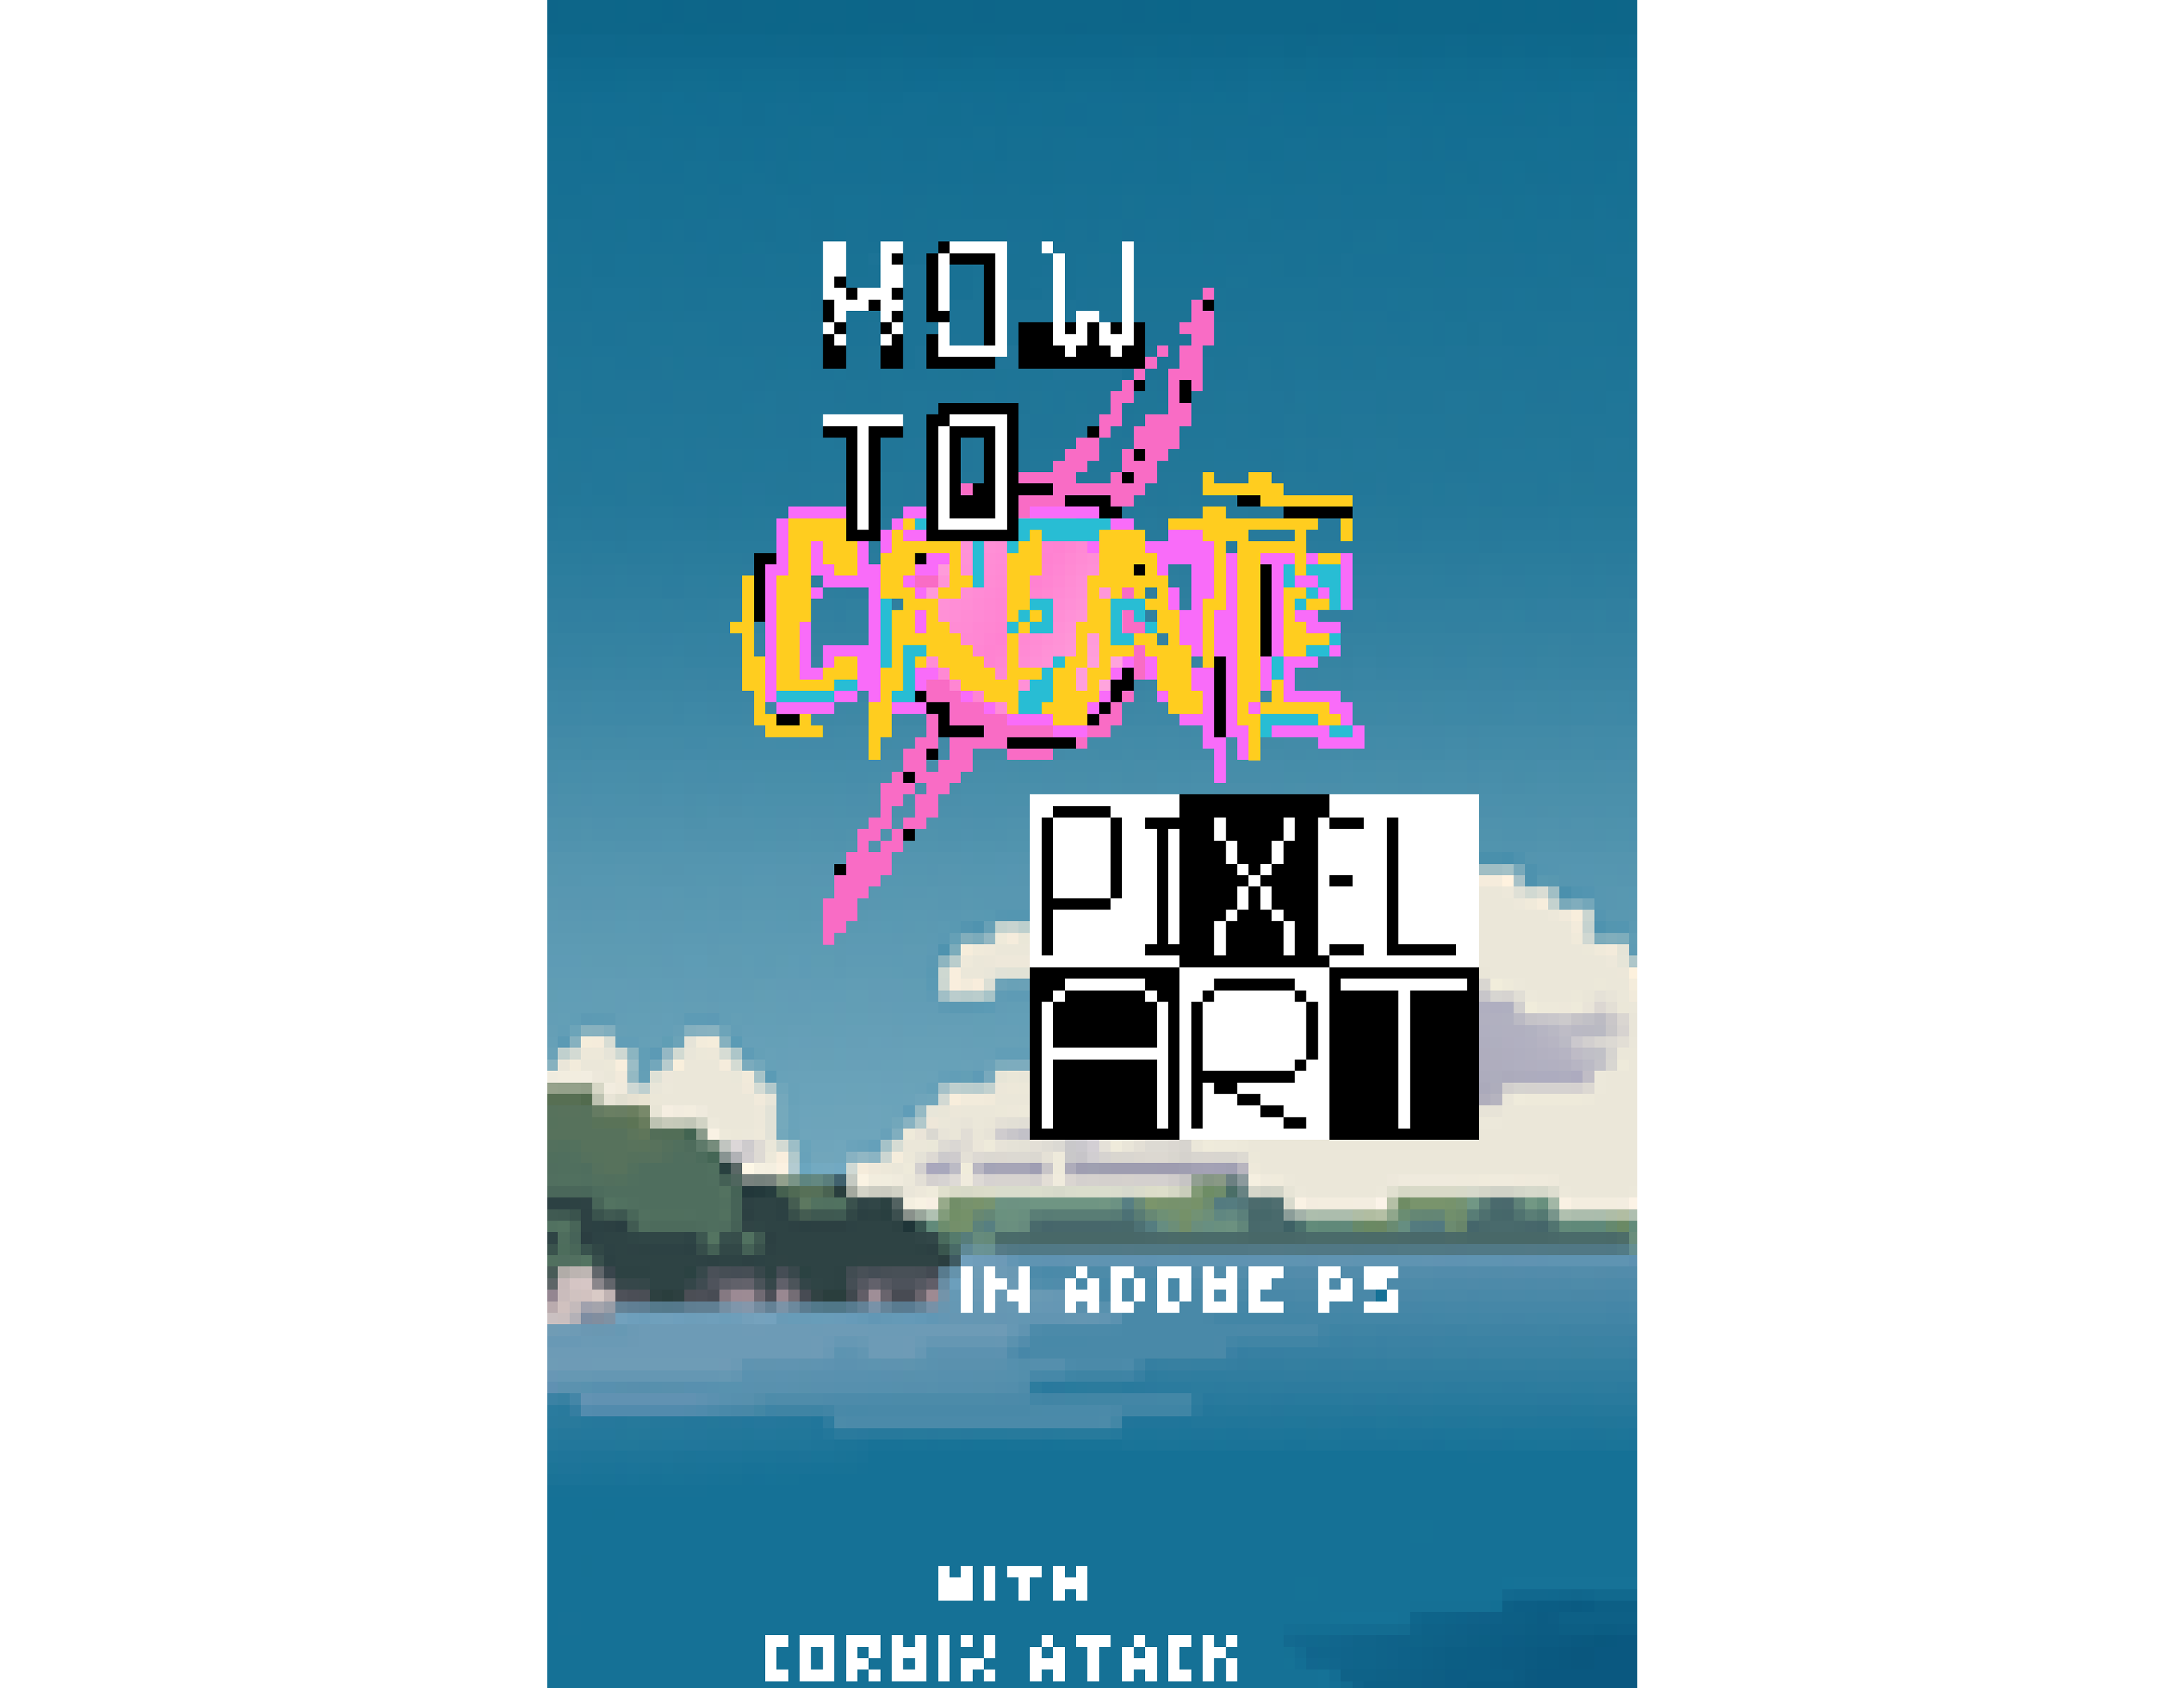 HOW
TO
CREATE
PIXEL
ART
IN ADOBE PS
WITH
CORBIX ATACK